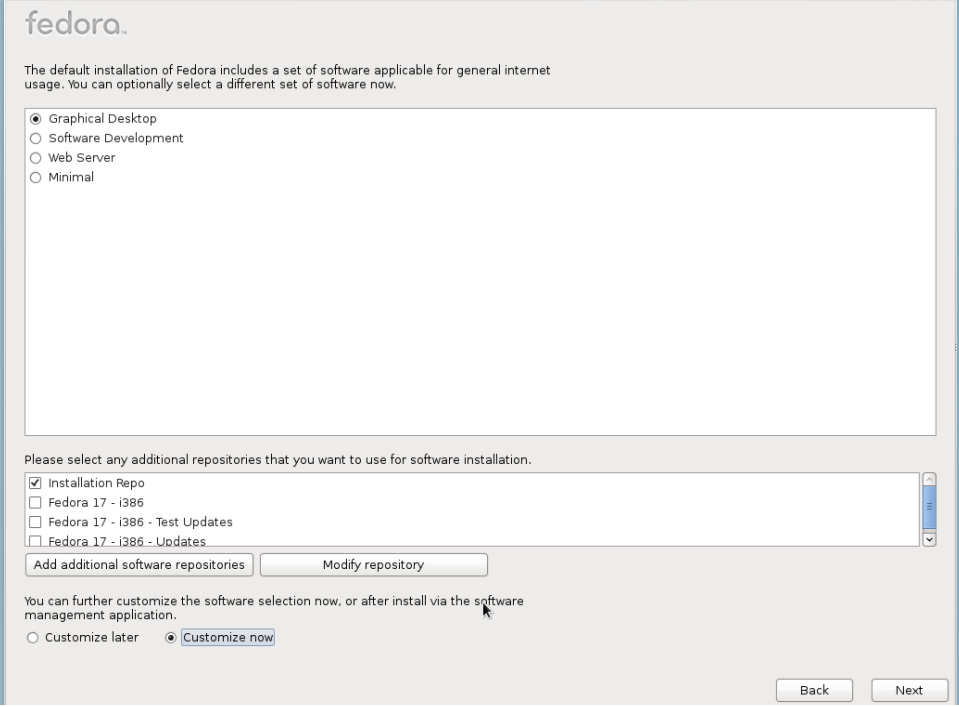 fedora™
The default installation of Fedora includes a set of software applicable for general internet
usage. You can optionally select a different set of software now.
Graphical Desktop
Software Development
Web Server
Minimal
Please select any additional repositories that you want to use for software installation.
Installation Repo
Fedora 17 - i386
Fedora 17 - i386 - Test Updates
Fedora 17 - i386 - Updates
Add additional software repositories
Modify repository
You can further customize the software selection now, or after install via the software
management application.
Customize later
Customize now
Back
Next